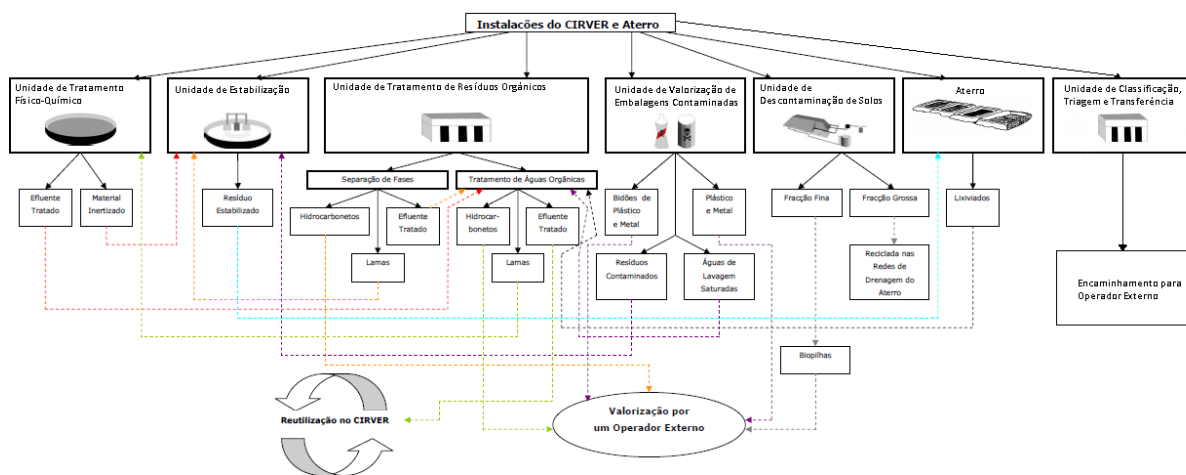 Instalacões do CIRVER e Aterro
Unidade de Tratamento
Físico-Químico
Unidade de Estabilização
Unidade de Tratamento de Resíduos Orgânicos
Unidade de Valorização de
Embalagens Contaminadas
Unidade de
Descontaminação de Solos
Aterro
Unidade de Classificação,
Triagem e Transferência
Efluente
Tratado
Material
Inertizado
Resíduo
Estabilizado
Separação de Fases
Tratamento de Águas Orgânicas
Hidrocarbonetos
Efluente
Tratado
Lamas
Hidrocar-
bonetos
Efluente
Tratado
Lamas
Bidões de
Plástico
e Metal
Plástico
e Metal
Resíduos
Contaminados
Águas de
Lavagem
Saturadas
Fracção Fina
Fracção Grossa
Reciclada nas
Redes de
Drenagem do
Aterro
Lixiviados
Encaminhamento para
Operador Externo
Biopilhas
Reutilização no CIRVER
Valorização por
um Operador Externo